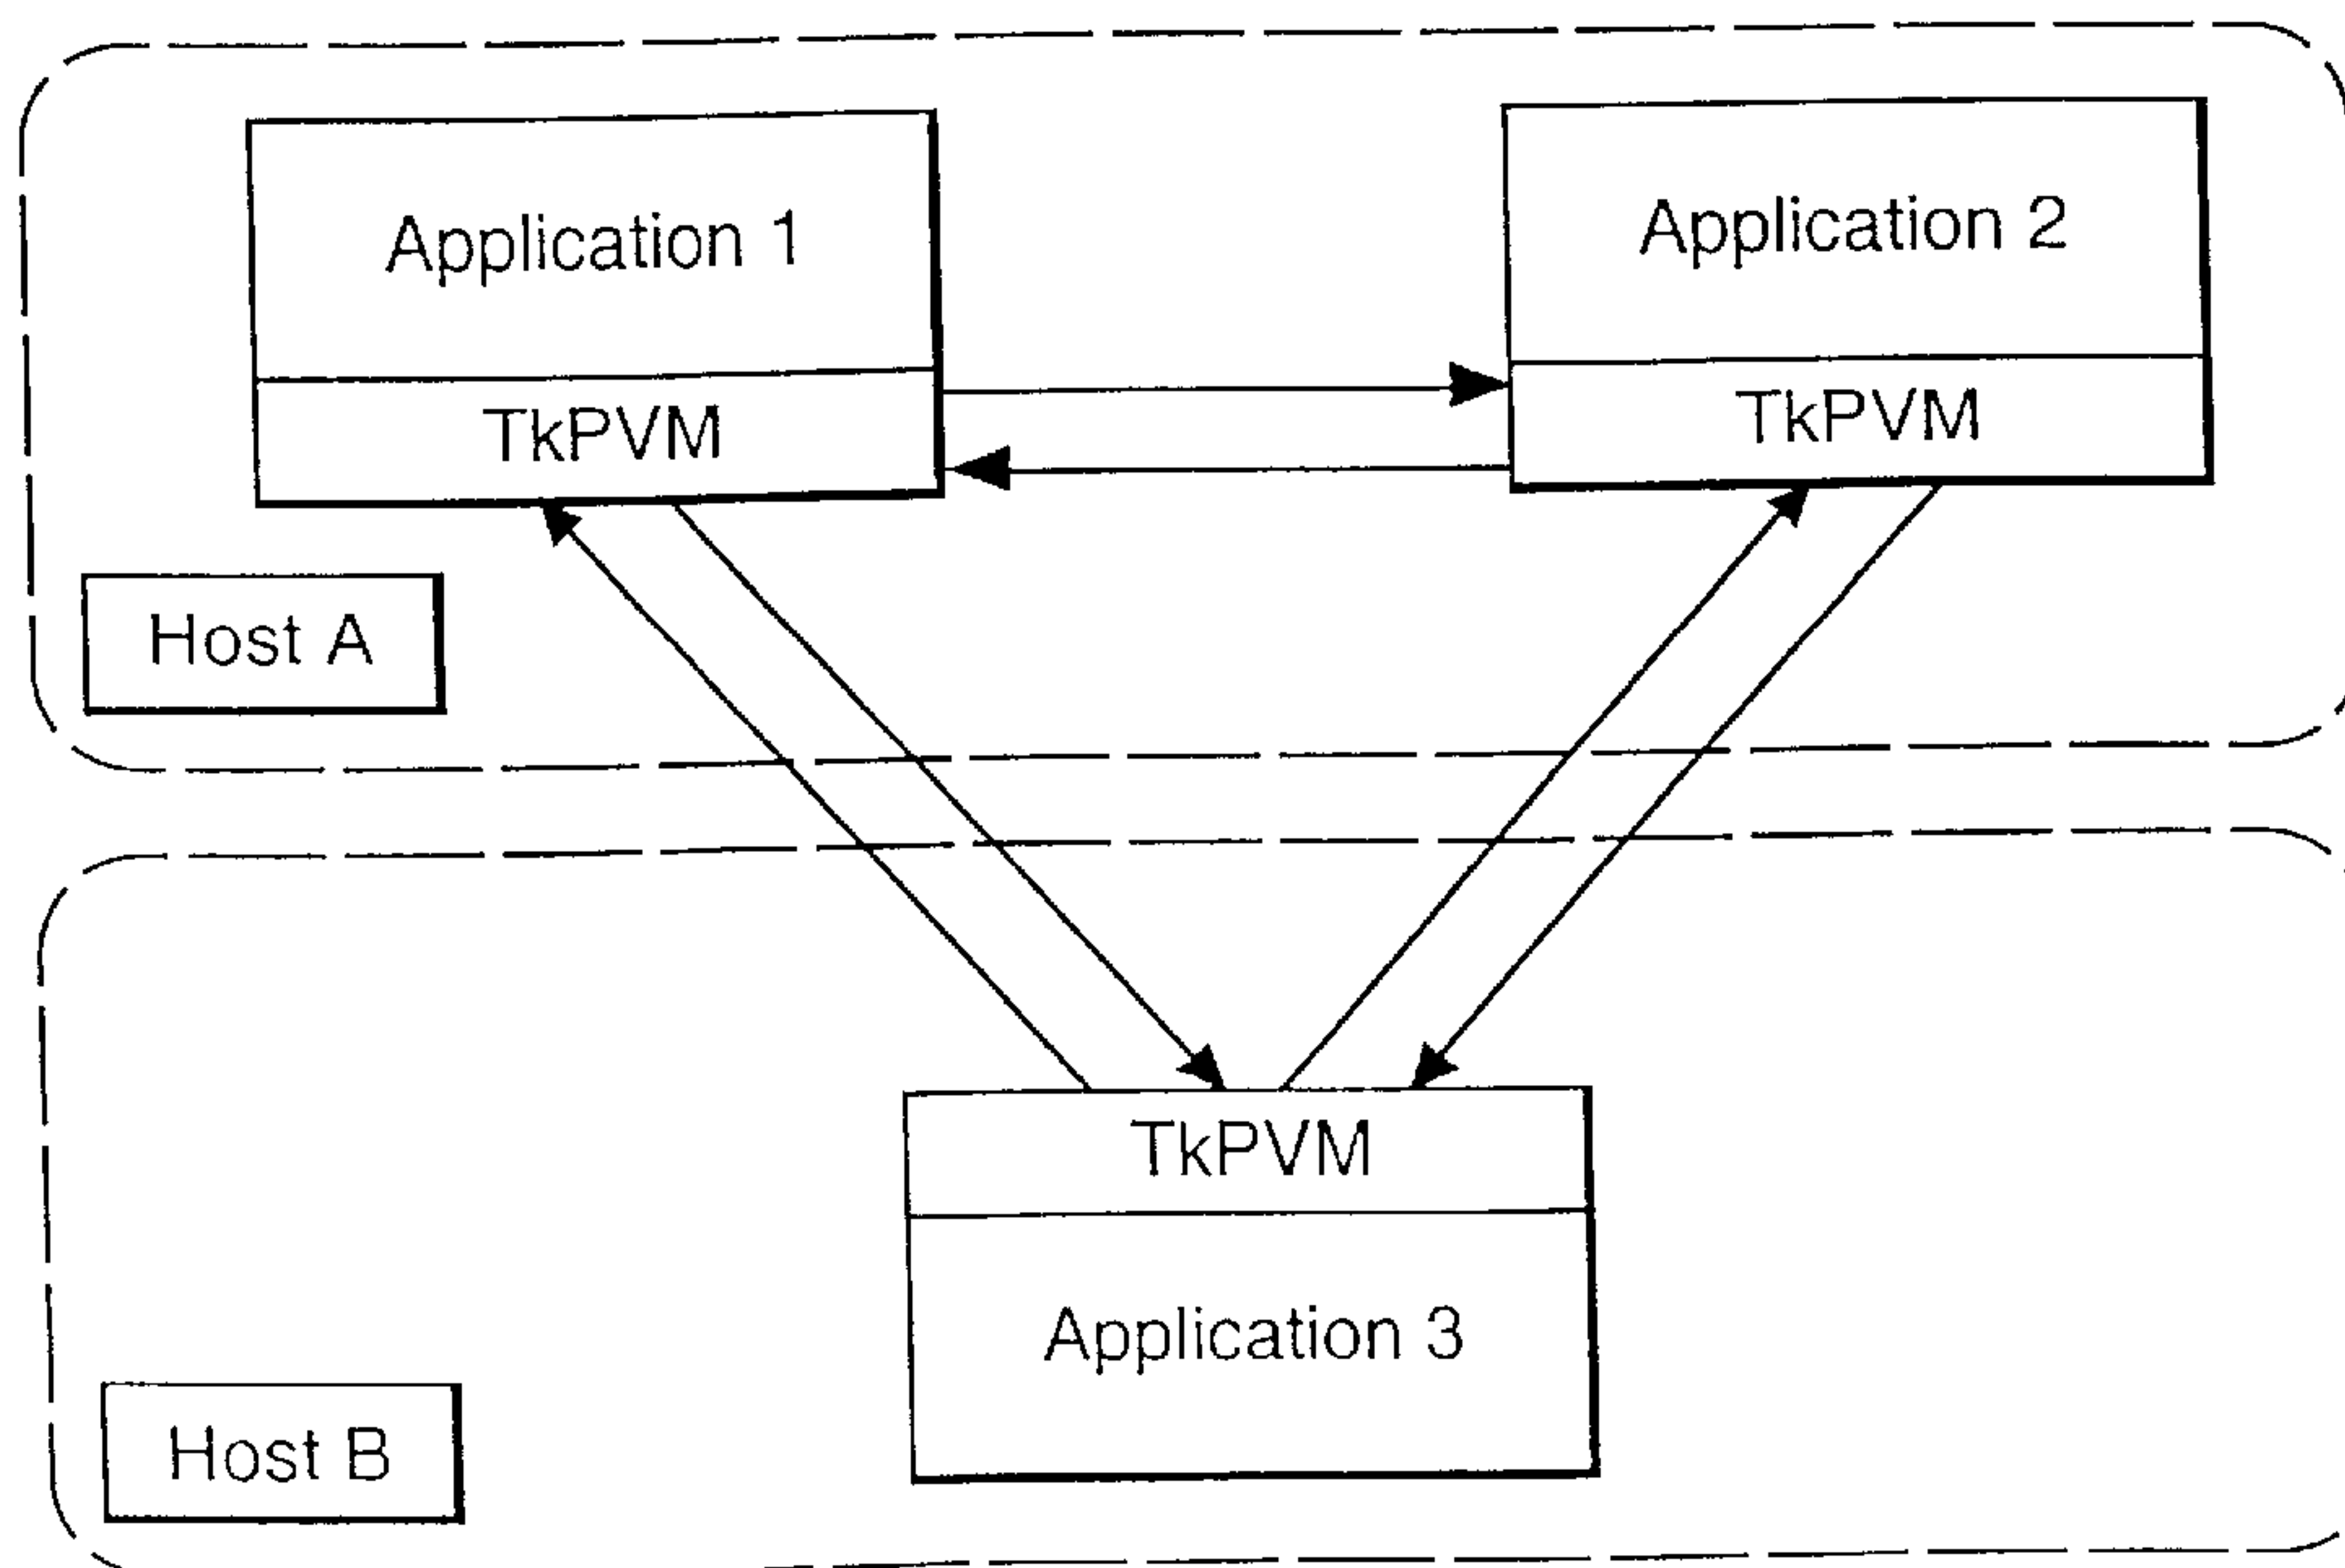 Application 1
Application 2
TkPVM
TkPVM
Host A
TkPVM
Application 3
Host B